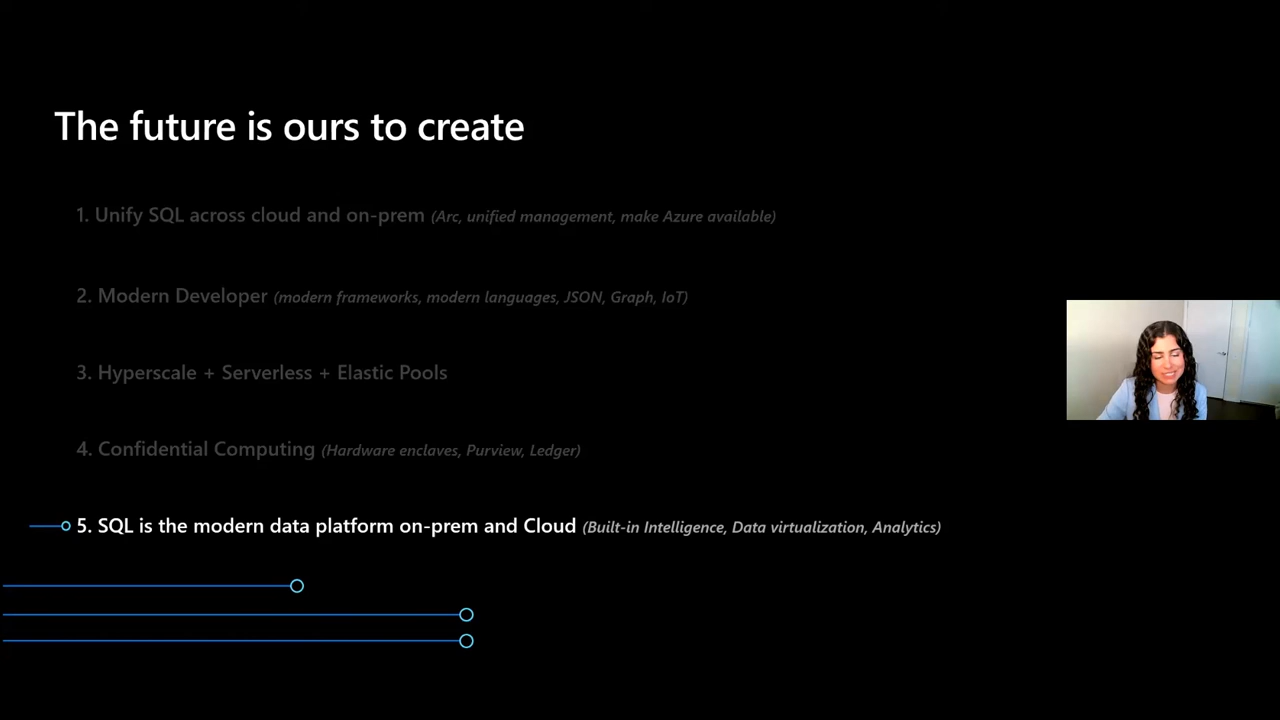 The future is ours to create
1. Unify SQL across cloud and on-prem (Arc, unified management, make Azure available)
2. Modern Developer (modern frameworks, modern languages, JSON, Graph, IoT)
3. Hyperscale + Serverless + Elastic Pools
4. Confidential Computing (Hardware enclaves, Purview, Ledger)
5. SQL is the modern data platform on-prem and Cloud (Built-in Intelligence, Data virtualization, Analytics)